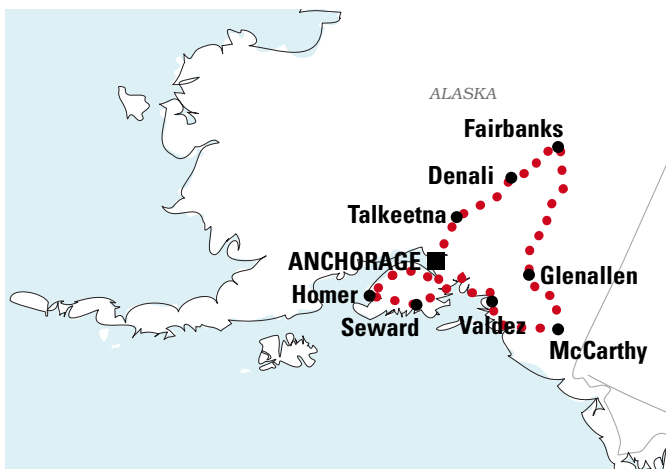 ALASKA
Fairbanks
Denali
Talkeetna
ANCHORAGE
Glenallen
Homer
Seward
Valdez
McCarthy